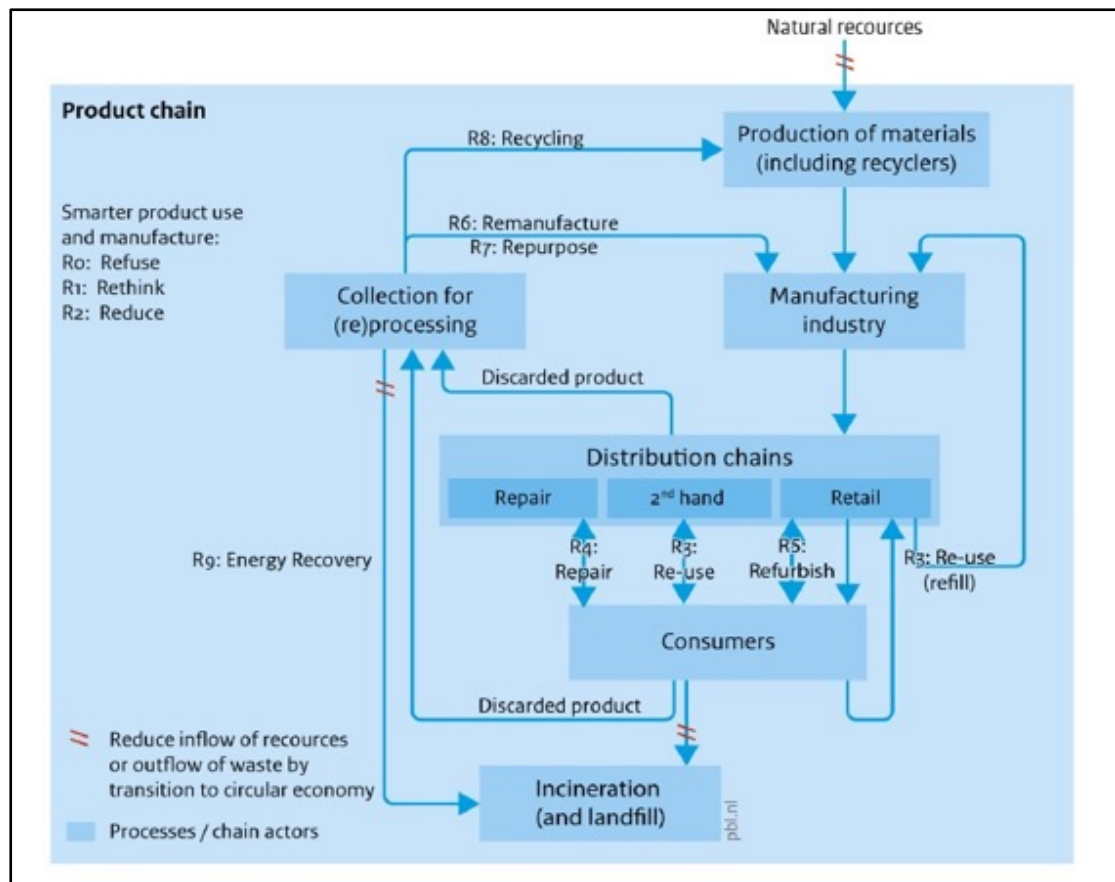 Natural recources
Product chain
Production of materials
(including recyclers)
R8: Recycling
Smarter product use
and manufacture:
R0: Refuse
R1: Rethink
R2: Reduce
R6: Remanufacture
R7: Repurpose
Collection for
(re)processing
Manufacturing
industry
Discarded product
Distribution chains
Repair
2nd hand
Retail
R9: Energy Recovery
R4:
Repair
R3:
Re-use
R5:
Refurbish
R3: Re-use
(refill)
Consumers
Discarded product
Reduce inflow of recources
or outflow of waste by
transition to circular economy
Incineration
(and landfill)
pbl.nl
Processes / chain actors